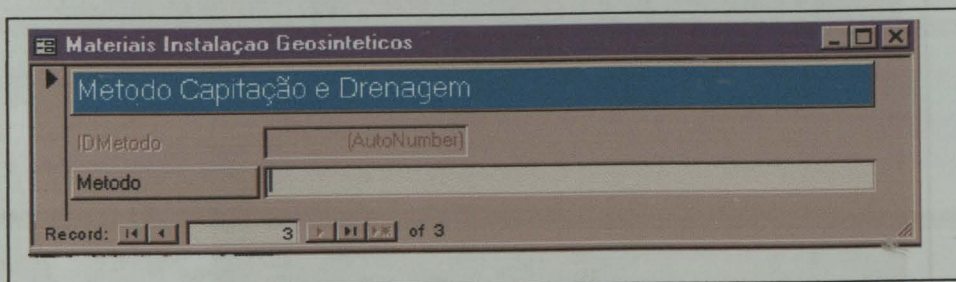 Materiais Instalaçao Geosinteticos
Metodo Capitação e Drenagem
IDMetodo (AutoNumber)
Metodo
Record: 3 of 3